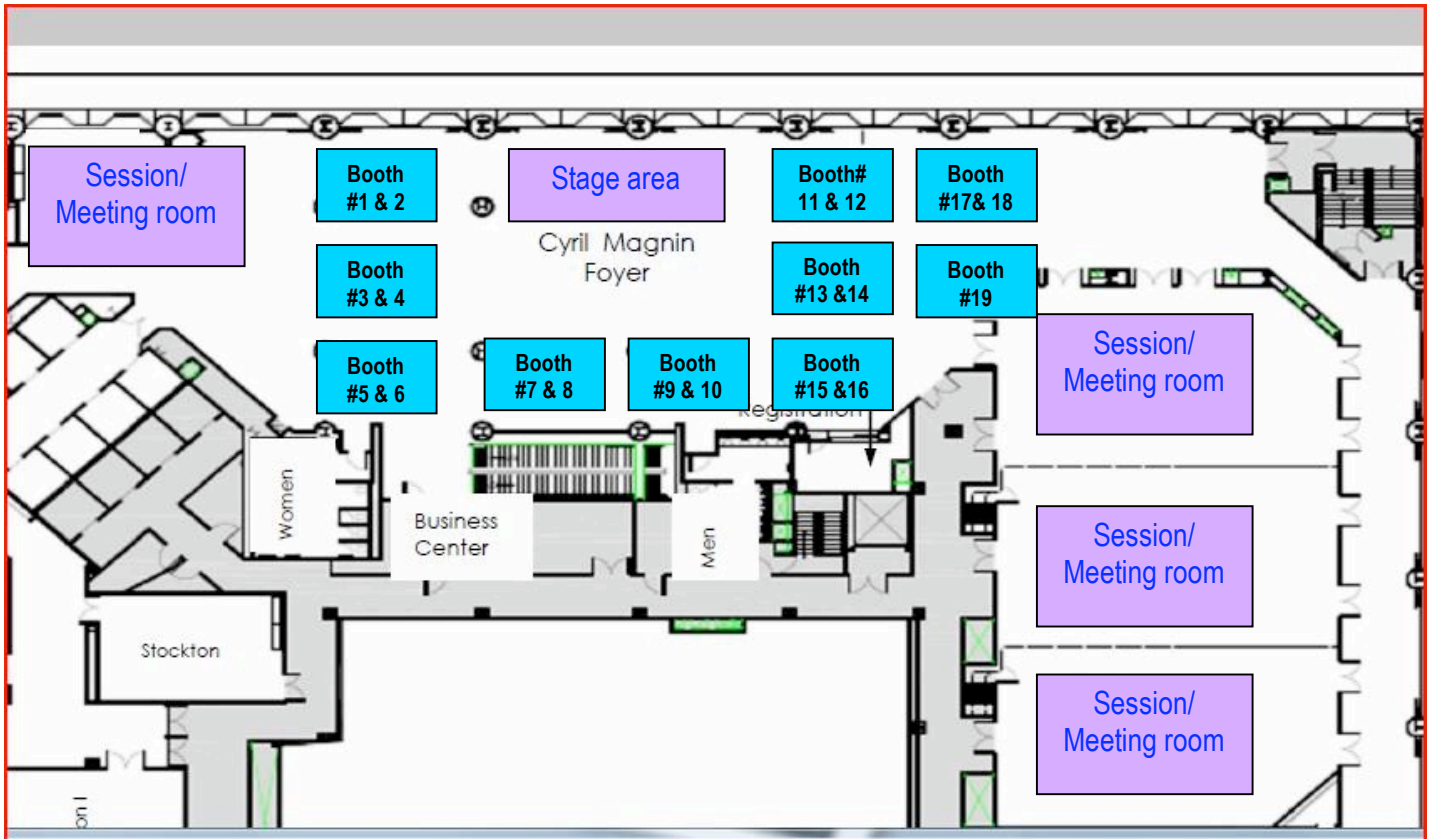 Session/
Meeting room
Booth
#1 & 2
Stage area
Booth#
11 & 12
Booth
#17& 18
Cyril Magnin
Foyer
Booth
#3 & 4
Booth
#13 &14
Booth
#19
Session/
Meeting room
Booth
#5 & 6
Booth
#7 & 8
Booth
#9 & 10
Booth
#15 &16
Registration
Women
Business
Center
Men
Session/
Meeting room
Stockton
Session/
Meeting room
on I